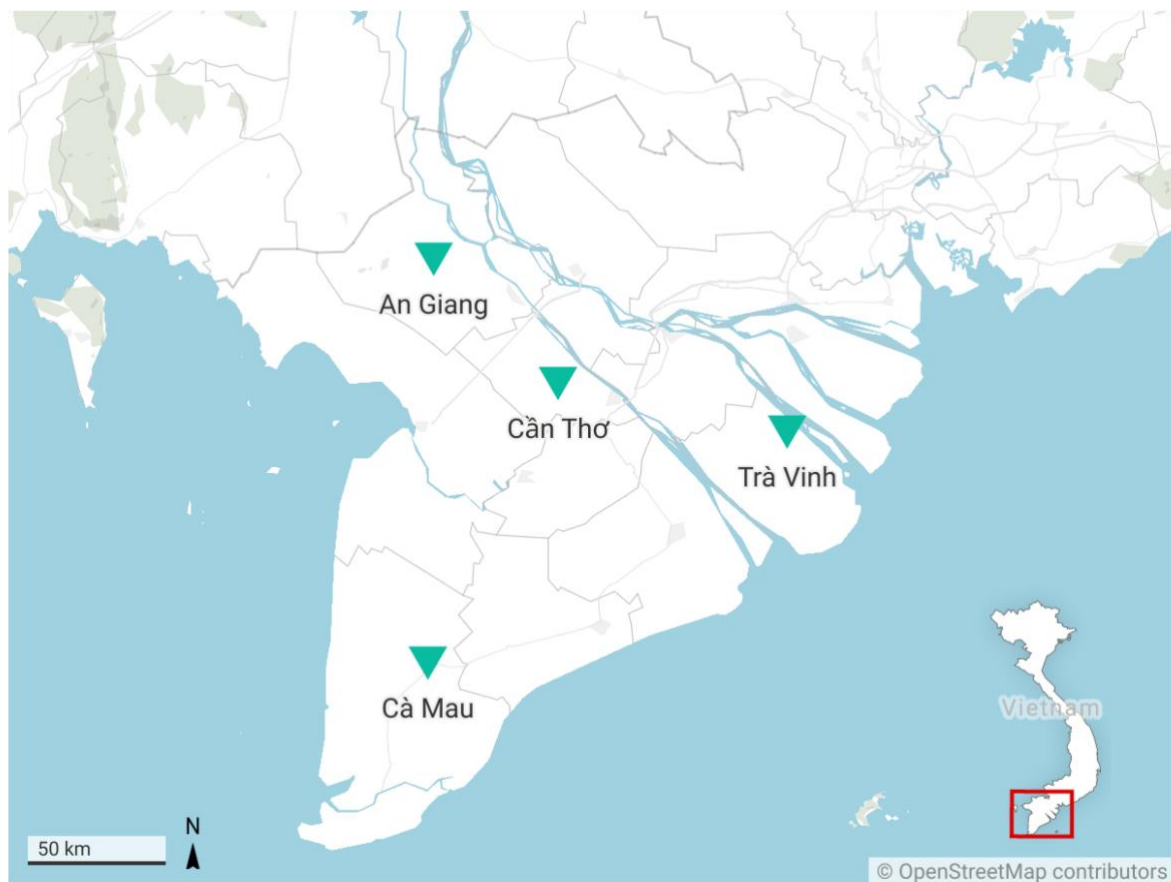 An Giang
Cần Thơ
Trà Vinh
Cà Mau
Vietnam
N
50 km
© OpenStreetMap contributors